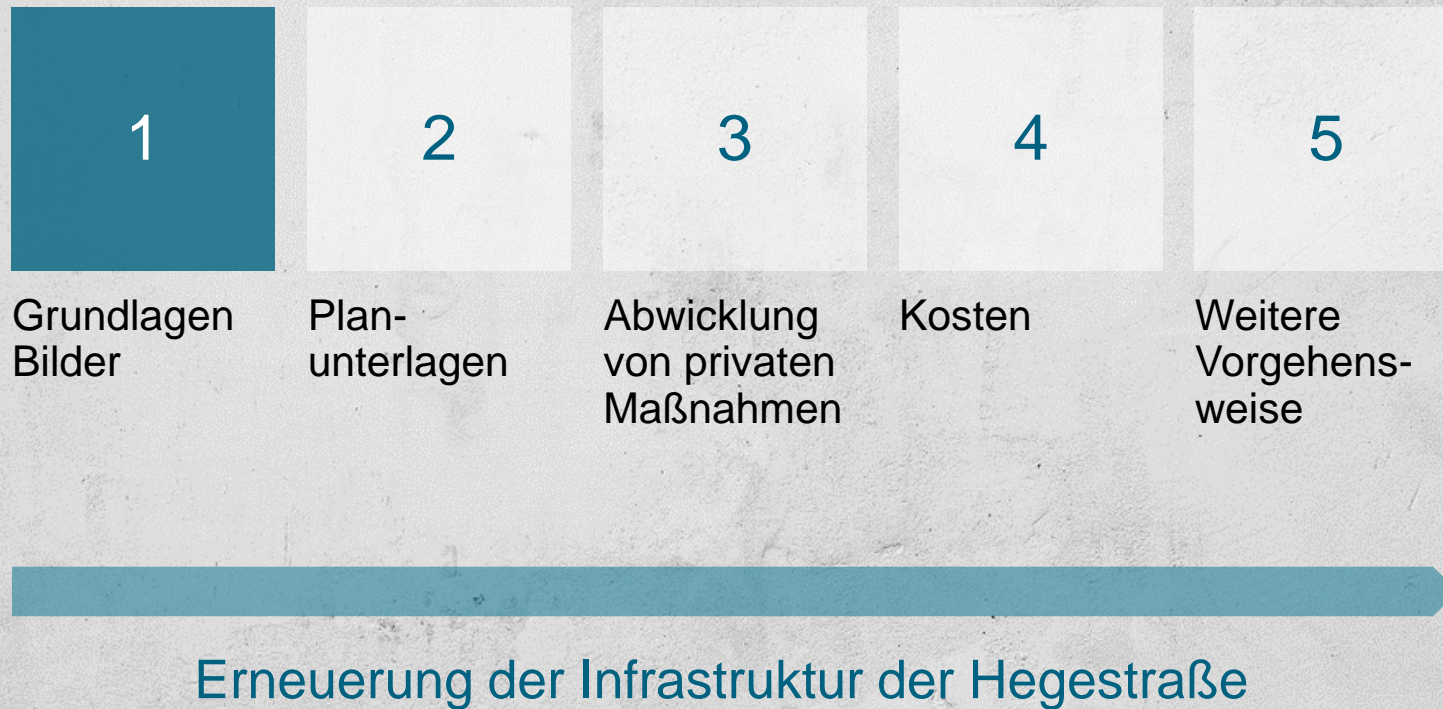 1
Grundlagen
Bilder
2
Plan-
unterlagen
3
Abwicklung
von privaten
Maßnahmen
4
Kosten
5
Weitere
Vorgehens-
weise
Erneuerung der Infrastruktur der Hegestraße